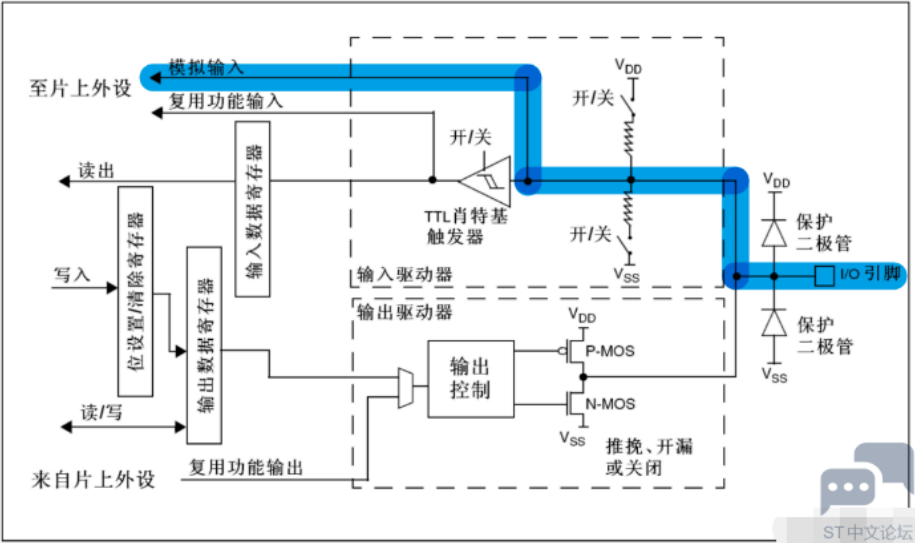 模拟输入
至片上外设
复用功能输入
VDD
开/关
开/关
读出
输入数据寄存器
TTL肖特基
触发器
VDD
保护
二极管
开/关
VSS
位设置/清除寄存器
写入
输入驱动器
I/O 引脚
输出数据寄存器
输出驱动器
VDD
P-MOS
保护
二极管
VSS
输出
控制
N-MOS
VSS
读/写
推挽、开漏
或关闭
复用功能输出
来自片上外设
ST中文论坛